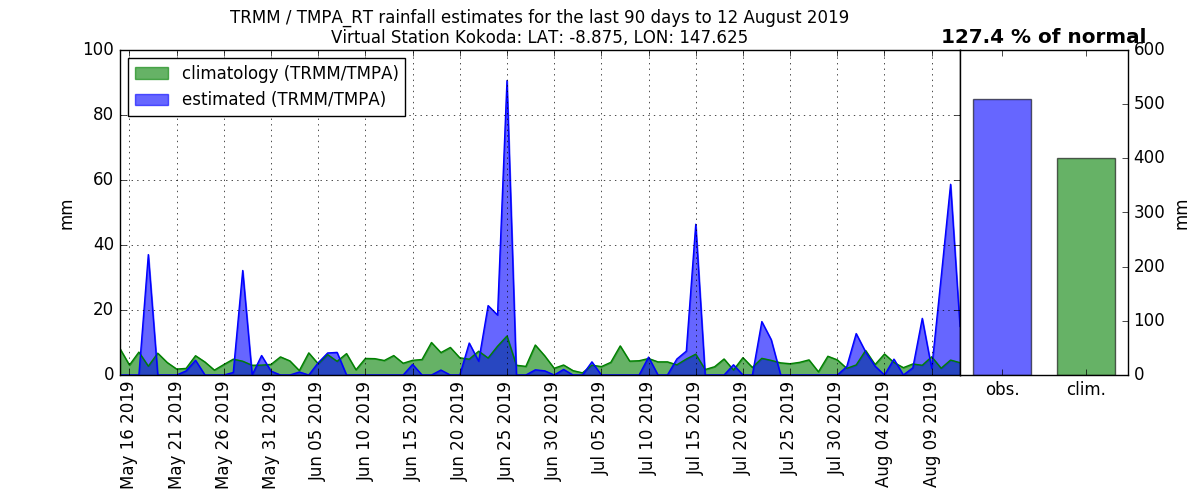 TRMM / TMPA_RT rainfall estimates for the last 90 days to 12 August 2019
Virtual Station Kokoda: LAT: -8.875, LON: 147.625
127.4 % of normal
climatology (TRMM/TMPA)
estimated (TRMM/TMPA)
100
80
60
40
20
0
mm
May 16 2019
May 21 2019
May 26 2019
May 31 2019
Jun 05 2019
Jun 10 2019
Jun 15 2019
Jun 20 2019
Jun 25 2019
Jun 30 2019
Jul 05 2019
Jul 10 2019
Jul 15 2019
Jul 20 2019
Jul 25 2019
Jul 30 2019
Aug 04 2019
Aug 09 2019
obs.
clim.
600
500
400
300
200
100
0
mm